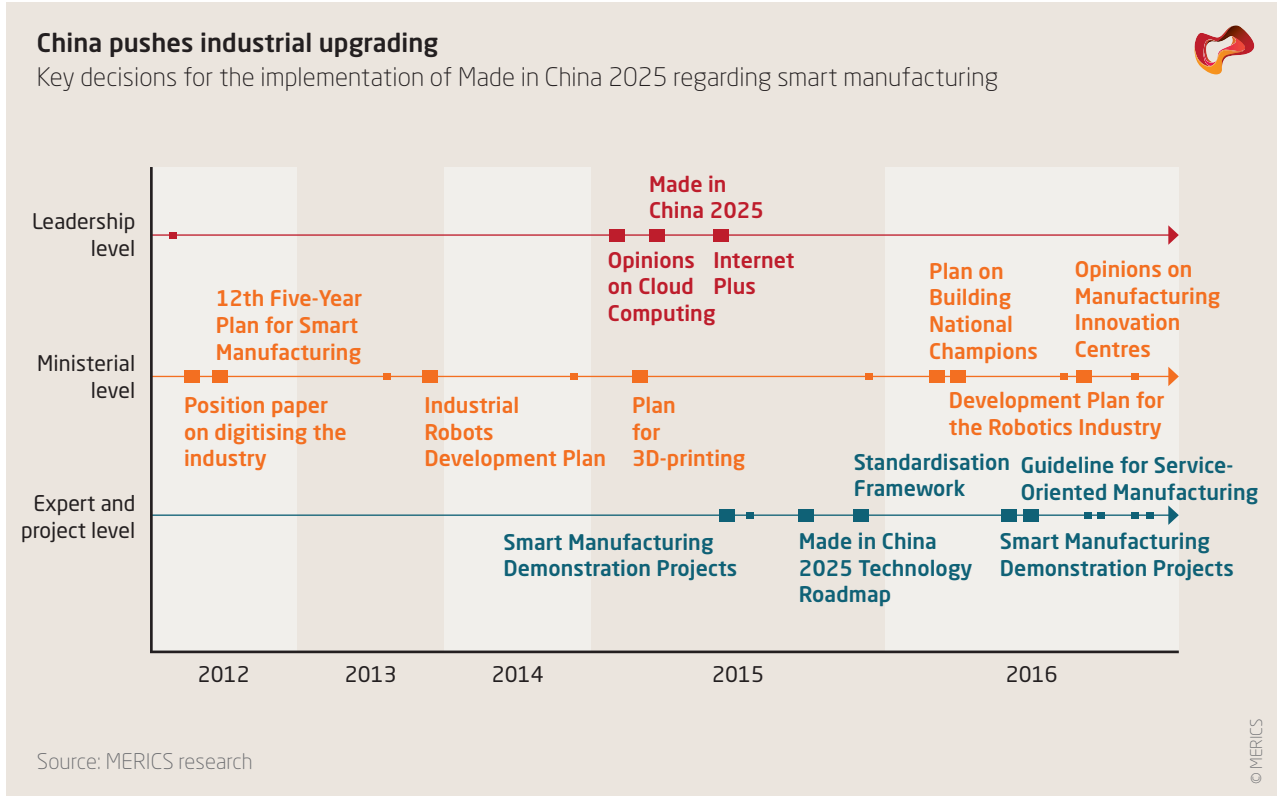 China pushes industrial upgrading
Key decisions for the implementation of Made in China 2025 regarding smart manufacturing
Leadership
level
Made in
China 2025
Opinions
on Cloud
Computing
Internet
Plus
Ministerial
level
12th Five-Year
Plan for Smart
Manufacturing
Plan on
Building
National
Champions
Opinions on
Manufacturing
Innovation
Centres
Position paper
on digitising the
industry
Industrial
Robots
Development Plan
Plan
for
3D-printing
Development Plan for
the Robotics Industry
Expert and
project level
Standardisation
Framework
Guideline for Service-
Oriented Manufacturing
Smart Manufacturing
Demonstration Projects
Made in China
2025 Technology
Roadmap
Smart Manufacturing
Demonstration Projects
2012
2013
2014
2015
2016
Source: MERICS research
© MERICS